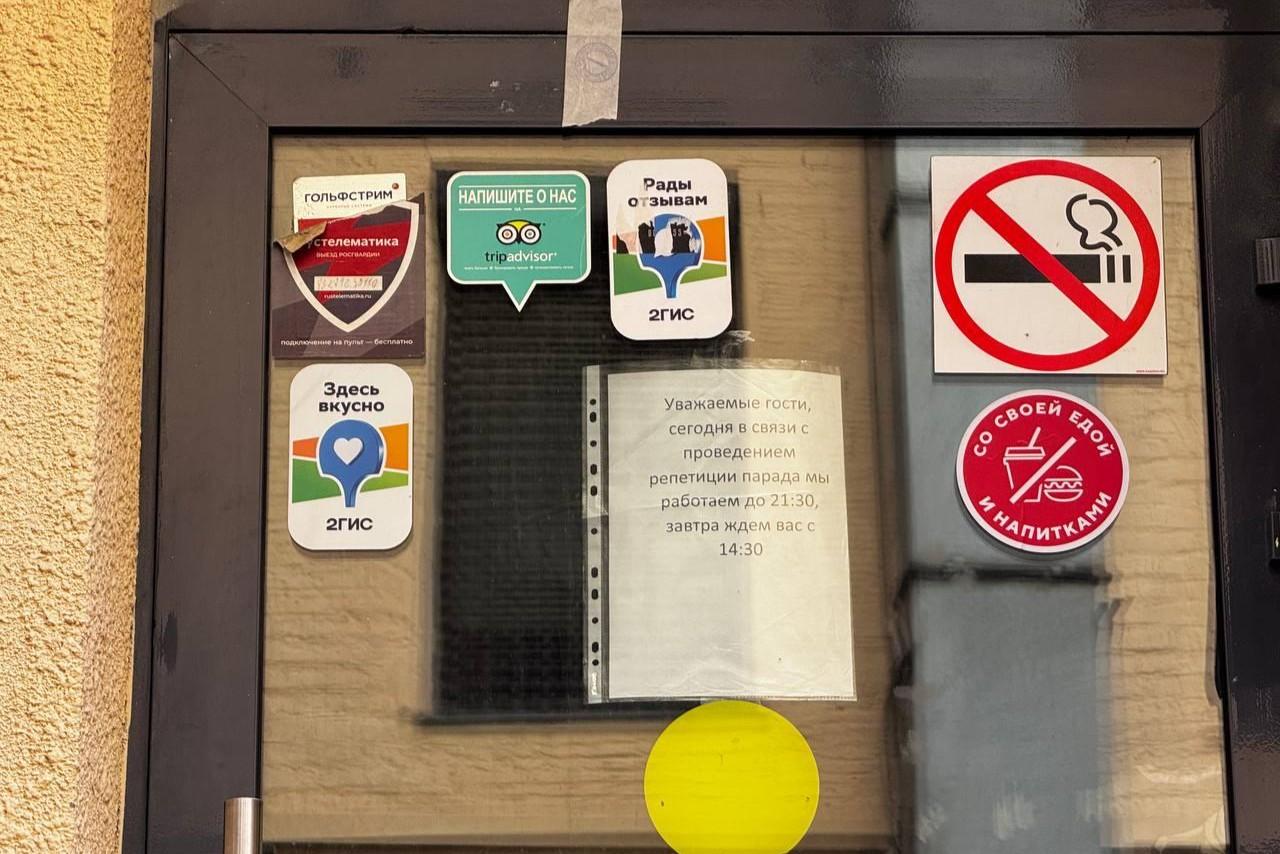 ГОЛЬФСТРИМ
устелематика
ВЫЕЗД РОСГВАРДИИ
rustelematika.ru
подключение на пульт — бесплатно
НАПИШИТЕ О НАС
НА
tripadvisor
Рады
отзывам
2ГИС
Здесь
вкусно
2ГИС
Уважаемые гости,
сегодня в связи с
проведением
репетиции парада мы
работаем до 21:30,
завтра ждем вас с
14:30
СО СВОЕЙ ЕДОЙ
И НАПИТКАМИ